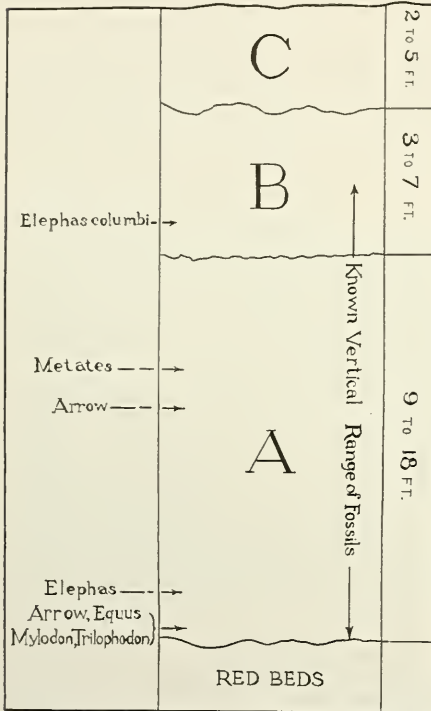 C
2 TO 5 FT.
B
3 TO 7 FT.
Elephas columbi
Known Vertical Range of Fossils
Metates
Arrow
A
9 TO 18 FT.
Elephas
Arrow, Equus
Mylodon, Trilophodon
RED BEDS